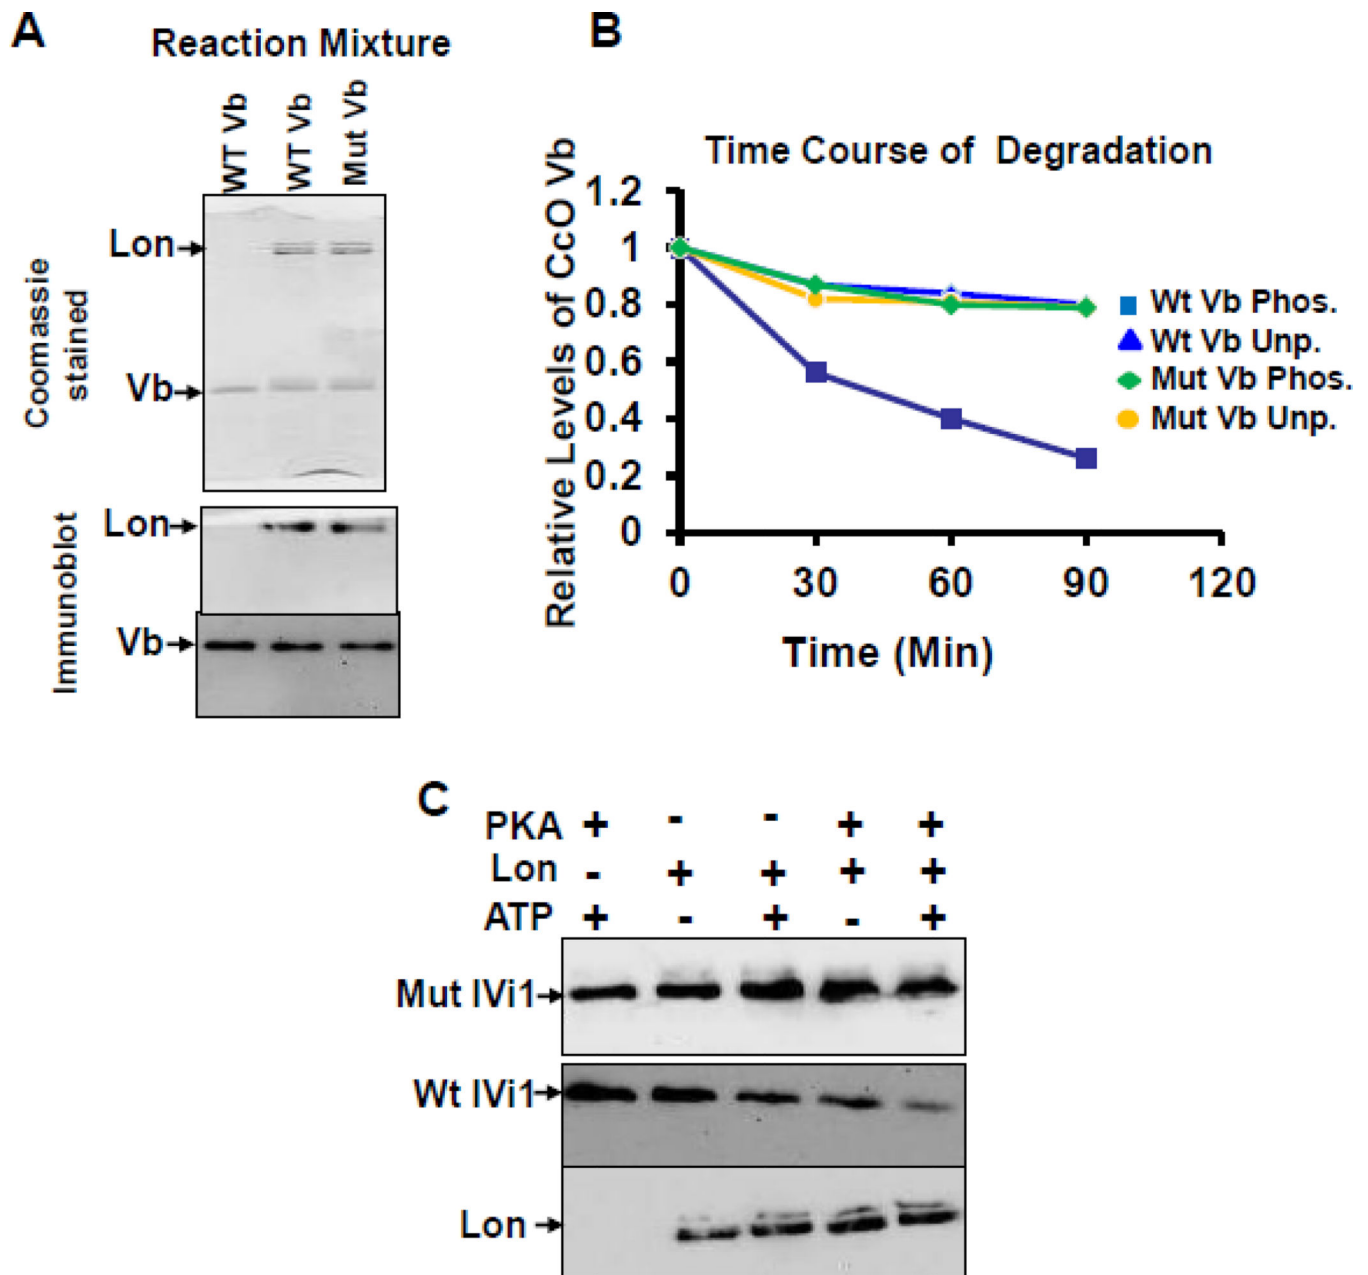 A
Reaction Mixture
WT Vb
WT Vb
Mut Vb
Coomassie
stained
Lon
Vb
Immunoblot
Lon
Vb
B
Time Course of Degradation
Relative Levels of CcO Vb
1.2
1
0.8
0.6
0.4
0.2
0
0 30 60 90 120
Time (Min)
Wt Vb Phos.
Wt Vb Unp.
Mut Vb Phos.
Mut Vb Unp.
C
PKA + - - + +
Lon - + + + +
ATP + - + - +
Mut IVi1
Wt IVi1
Lon